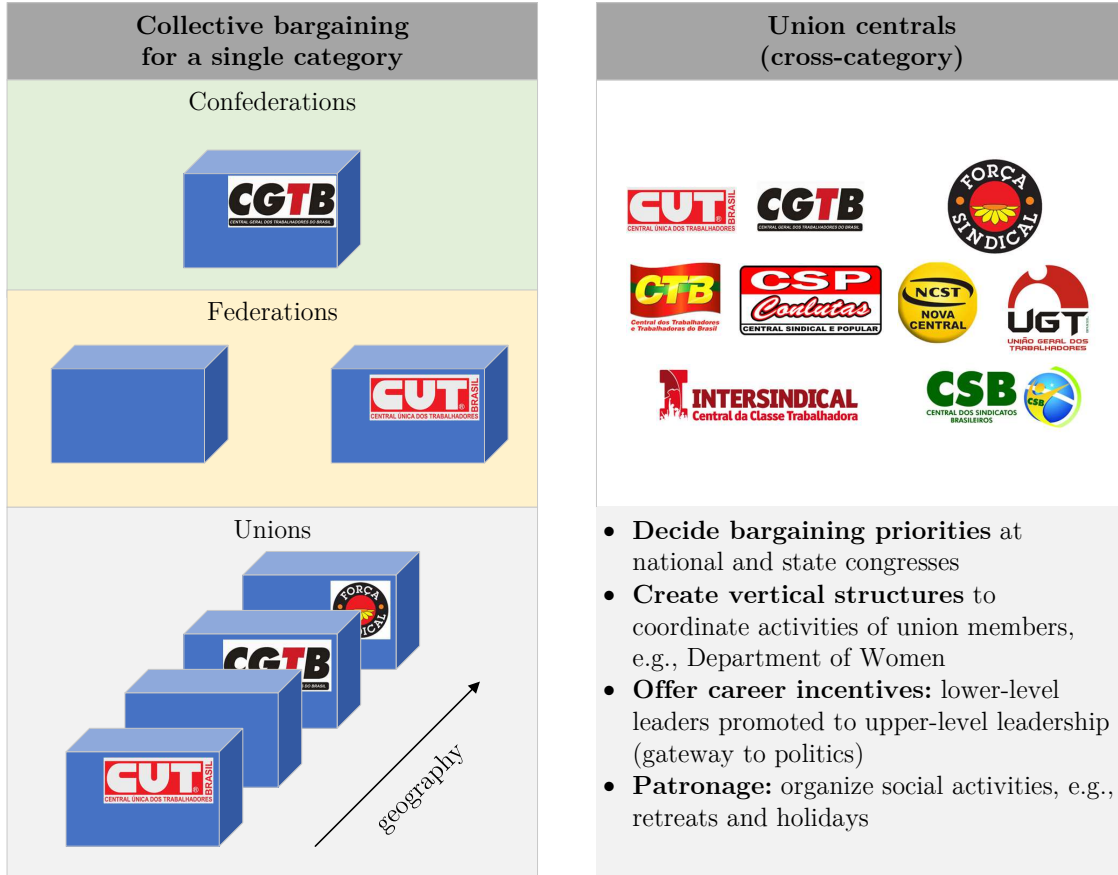 Collective bargaining
for a single category
Confederations
CGTB
CENTRAL GERAL DOS TRABALHADORES DO BRASIL
Federations
CUT BRASIL
CENTRAL ÚNICA DOS TRABALHADORES
Unions
FORÇA
SINDICAL
CGTB
DO BRASIL
CUT BRASIL
CENTRAL ÚNICA DOS TRABALHADORES
geography
Union centrals
(cross-category)
CUT BRASIL
CENTRAL ÚNICA DOS TRABALHADORES
CGTB
CENTRAL GERAL DOS TRABALHADORES DO BRASIL
FORÇA
SINDICAL
CTB
Central dos Trabalhadores
e Trabalhadoras do Brasil
CSP
Conlutas
CENTRAL SINDICAL E POPULAR
NCST
NOVA
CENTRAL
UGT
UNIÃO GERAL DOS
TRABALHADORES
INTERSINDICAL
Central da Classe Trabalhadora
CSB
CENTRAL DOS SINDICATOS
BRASILEIROS
CSB
• Decide bargaining priorities at
national and state congresses
• Create vertical structures to
coordinate activities of union members,
e.g., Department of Women
• Offer career incentives: lower-level
leaders promoted to upper-level leadership
(gateway to politics)
• Patronage: organize social activities, e.g.,
retreats and holidays